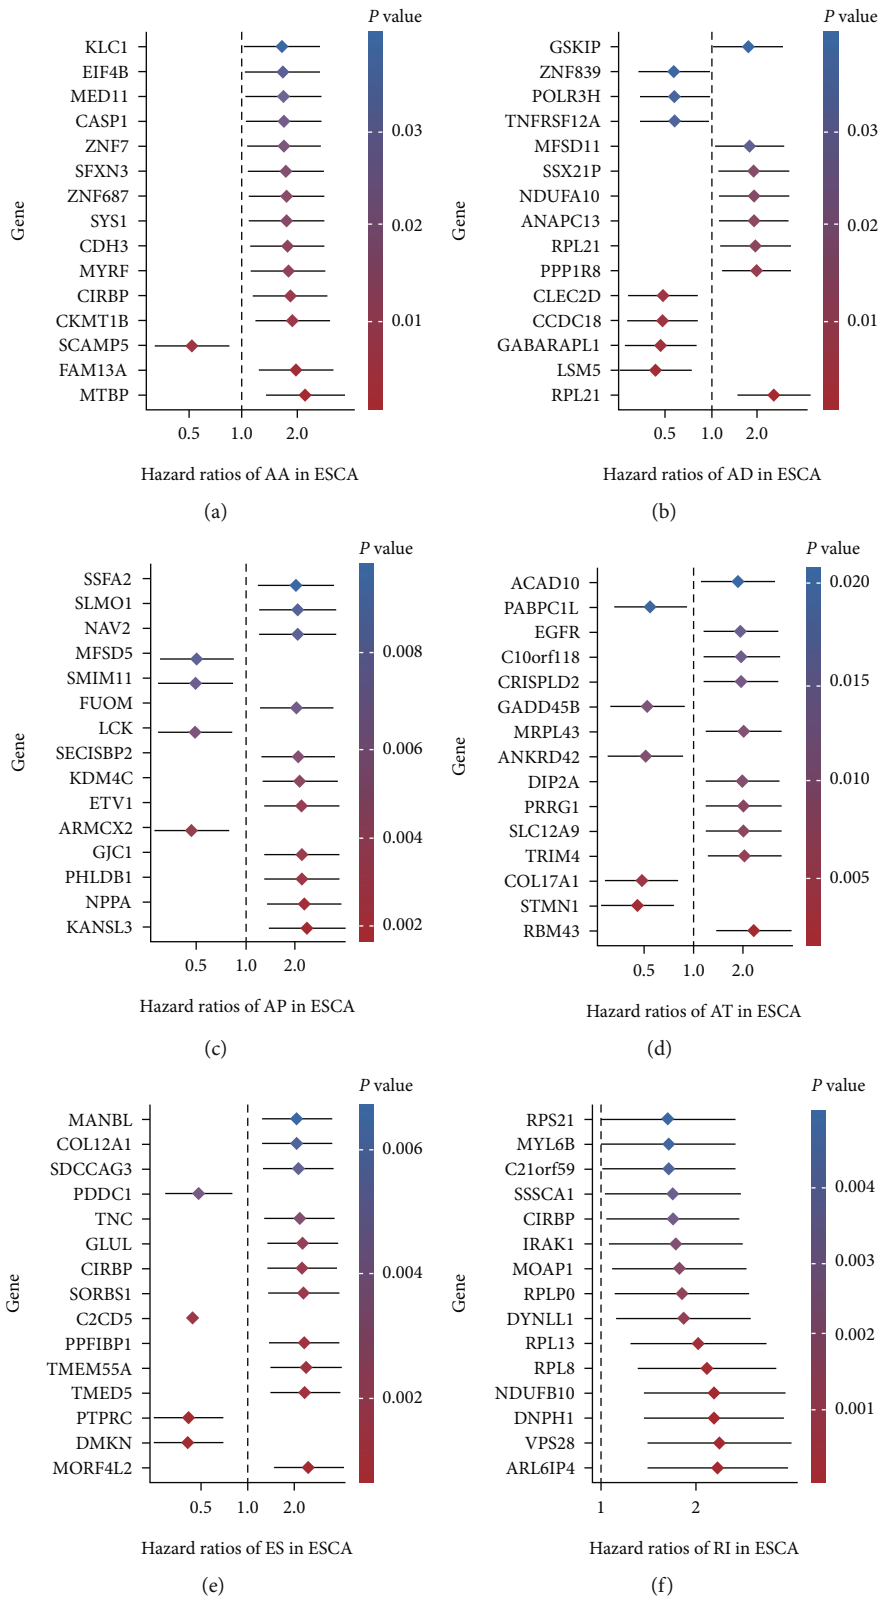 P value
KLC1
EIF4B
MED11
CASP1
ZNF7
SFXN3
ZNF687
SYS1
CDH3
MYRF
CIRBP
CKMT1B
SCAMP5
FAM13A
MTBP
Gene
0.03
0.02
0.01
0.5 1.0 2.0
Hazard ratios of AA in ESCA
(a)
P value
GSKIP
ZNF839
POLR3H
TNFRSF12A
MFSD11
SSX21P
NDUFA10
ANAPC13
RPL21
PPP1R8
CLEC2D
CCDC18
GABARAPL1
LSM5
RPL21
Gene
0.03
0.02
0.01
0.5 1.0 2.0
Hazard ratios of AD in ESCA
(b)
P value
SSFA2
SLMO1
NAV2
MFSD5
SMIM11
FUOM
LCK
SECISBP2
KDM4C
ETV1
ARMCX2
GJC1
PHLDB1
NPPA
KANSL3
Gene
0.008
0.006
0.004
0.002
0.5 1.0 2.0
Hazard ratios of AP in ESCA
(c)
P value
ACAD10
PABPC1L
EGFR
C10orf118
CRISPLD2
GADD45B
MRPL43
ANKRD42
DIP2A
PRRG1
SLC12A9
TRIM4
COL17A1
STMN1
RBM43
Gene
0.020
0.015
0.010
0.005
0.5 1.0 2.0
Hazard ratios of AT in ESCA
(d)
P value
MANBL
COL12A1
SDCCAG3
PDDC1
TNC
GLUL
CIRBP
SORBS1
C2CD5
PPFIBP1
TMEM55A
TMED5
PTPRC
DMKN
MORF4L2
Gene
0.006
0.004
0.002
0.5 1.0 2.0
Hazard ratios of ES in ESCA
(e)
P value
RPS21
MYL6B
C21orf59
SSSCA1
CIRBP
IRAK1
MOAP1
RPLP0
DYNLL1
RPL13
RPL8
NDUFB10
DNPH1
VPS28
ARL6IP4
Gene
0.004
0.003
0.002
0.001
1 2
Hazard ratios of RI in ESCA
(f)